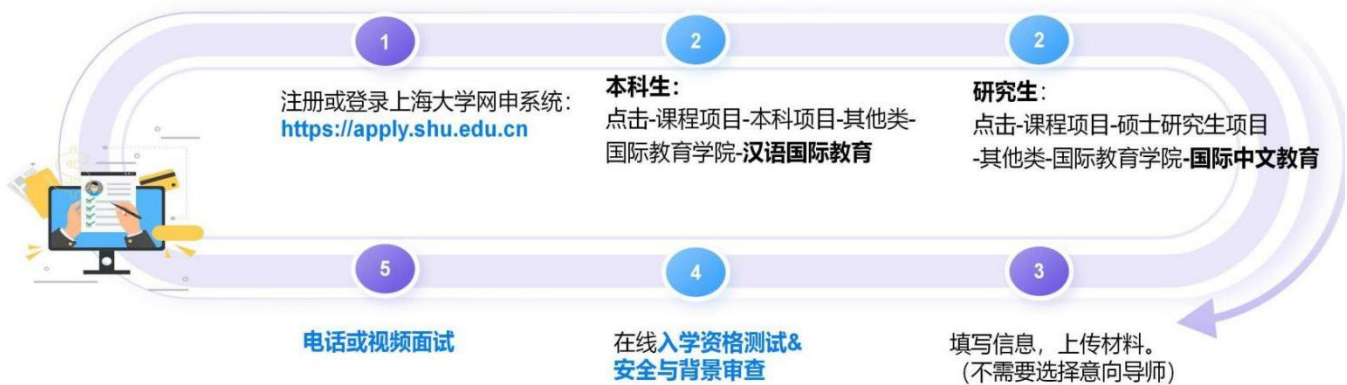 1
注册或登录上海大学网申系统：
https://apply.shu.edu.cn
2
本科生：
点击-课程项目-本科项目-其他类-
国际教育学院-汉语国际教育
2
研究生：
点击-课程项目-硕士研究生项目
-其他类-国际教育学院-国际中文教育
3
填写信息，上传材料。
（不需要选择意向导师）
4
在线入学资格测试&
安全与背景审查
5
电话或视频面试